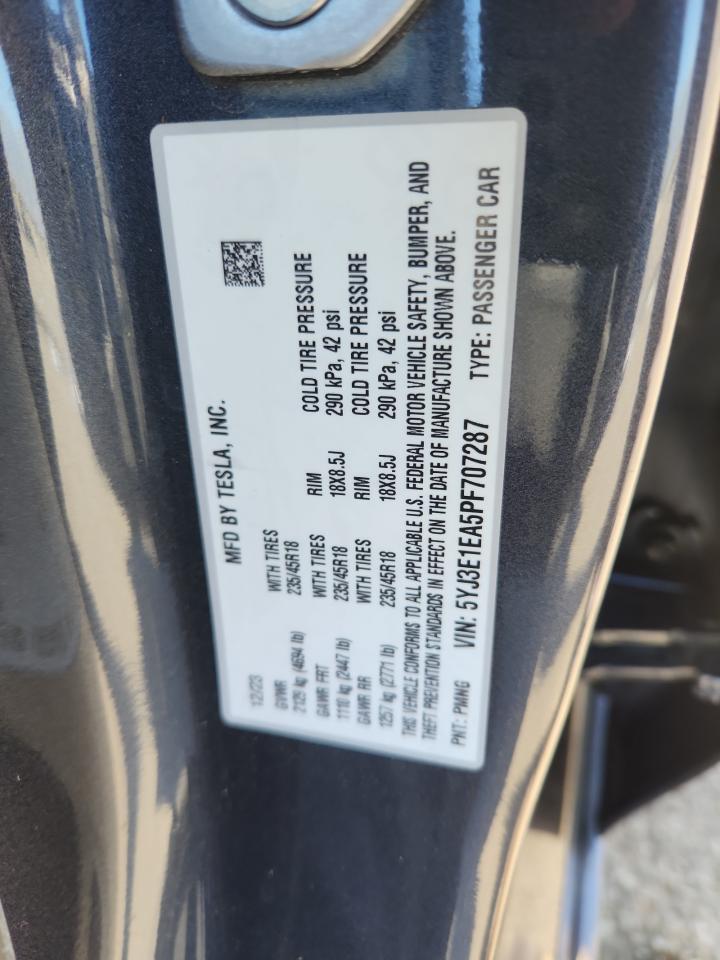 MFD BY TESLA, INC.
12/23
GVWR WITH TIRES RIM COLD TIRE PRESSURE
2129 kg (4694 lb) 235/45R18 18X8.5J 290 kPa, 42 psi
GAWR FRT WITH TIRES RIM COLD TIRE PRESSURE
1110 kg (2447 lb) 235/45R18 18X8.5J 290 kPa, 42 psi
GAWR RR WITH TIRES RIM COLD TIRE PRESSURE
1257 kg (2771 lb) 235/45R18 18X8.5J 290 kPa, 42 psi
THIS VEHICLE CONFORMS TO ALL APPLICABLE U.S. FEDERAL MOTOR VEHICLE SAFETY, BUMPER, AND
THEFT PREVENTION STANDARDS IN EFFECT ON THE DATE OF MANUFACTURE SHOWN ABOVE.
PNT: PMNG VIN: 5YJ3E1EA5PF707287 TYPE: PASSENGER CAR